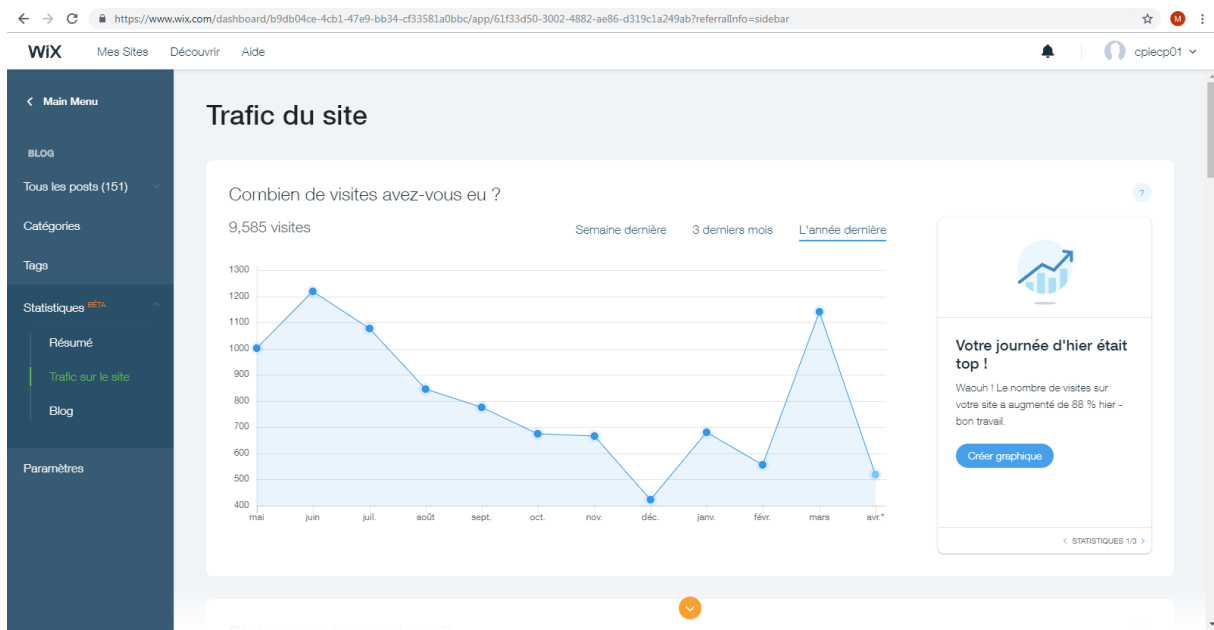 https://www.wix.com/dashboard/b9db04ce-4cb1-47e9-bb34-cf33581a0bbc/app/61f33d50-3002-4882-ae86-d319c1a249ab?referralInfo=sidebar
M
WiX Mes Sites Découvrir Aide cpiecp01
Main Menu
Trafic du site
BLOG
Tous les posts (151)
Catégories
Tags
Statistiques BÉTA
Résumé
Trafic sur le site
Blog
Paramètres
Combien de visites avez-vous eu ?
?
9,585 visites
Semaine dernière 3 derniers mois L'année dernière
1300
1200
1100
1000
900
800
700
600
500
400
mai juin juil. août sept. oct. nov. déc. janv. févr. mars avr.*
Votre journée d'hier était
top !
Waouh ! Le nombre de visites sur
votre site a augmenté de 88 % hier -
bon travail.
Créer graphique
< STATISTIQUES 1/3 >